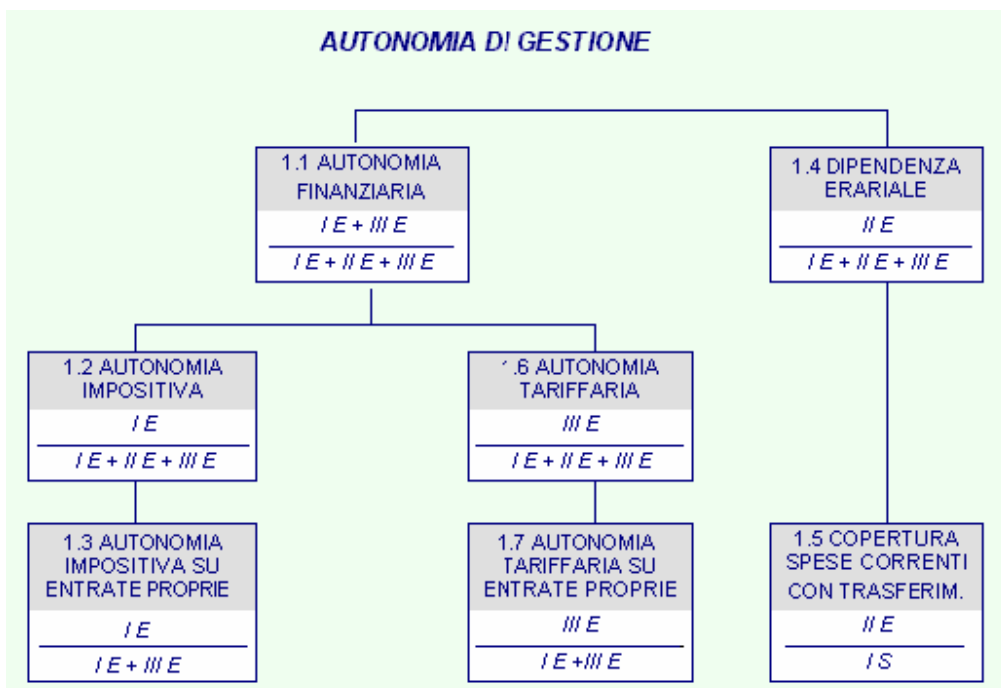 AUTONOMIA DI GESTIONE
1.1 AUTONOMIA
FINANZIARIA
I E + III E
I E + II E + III E
1.4 DIPENDENZA
ERARIALE
II E
I E + II E + III E
1.2 AUTONOMIA
IMPOSITIVA
I E
I E + II E + III E
1.6 AUTONOMIA
TARIFFARIA
III E
I E + II E + III E
1.3 AUTONOMIA
IMPOSITIVA SU
ENTRATE PROPRIE
I E
I E + III E
1.7 AUTONOMIA
TARIFFARIA SU
ENTRATE PROPRIE
III E
I E +III E
1.5 COPERTURA
SPESE CORRENTI
CON TRASFERIM.
II E
I S